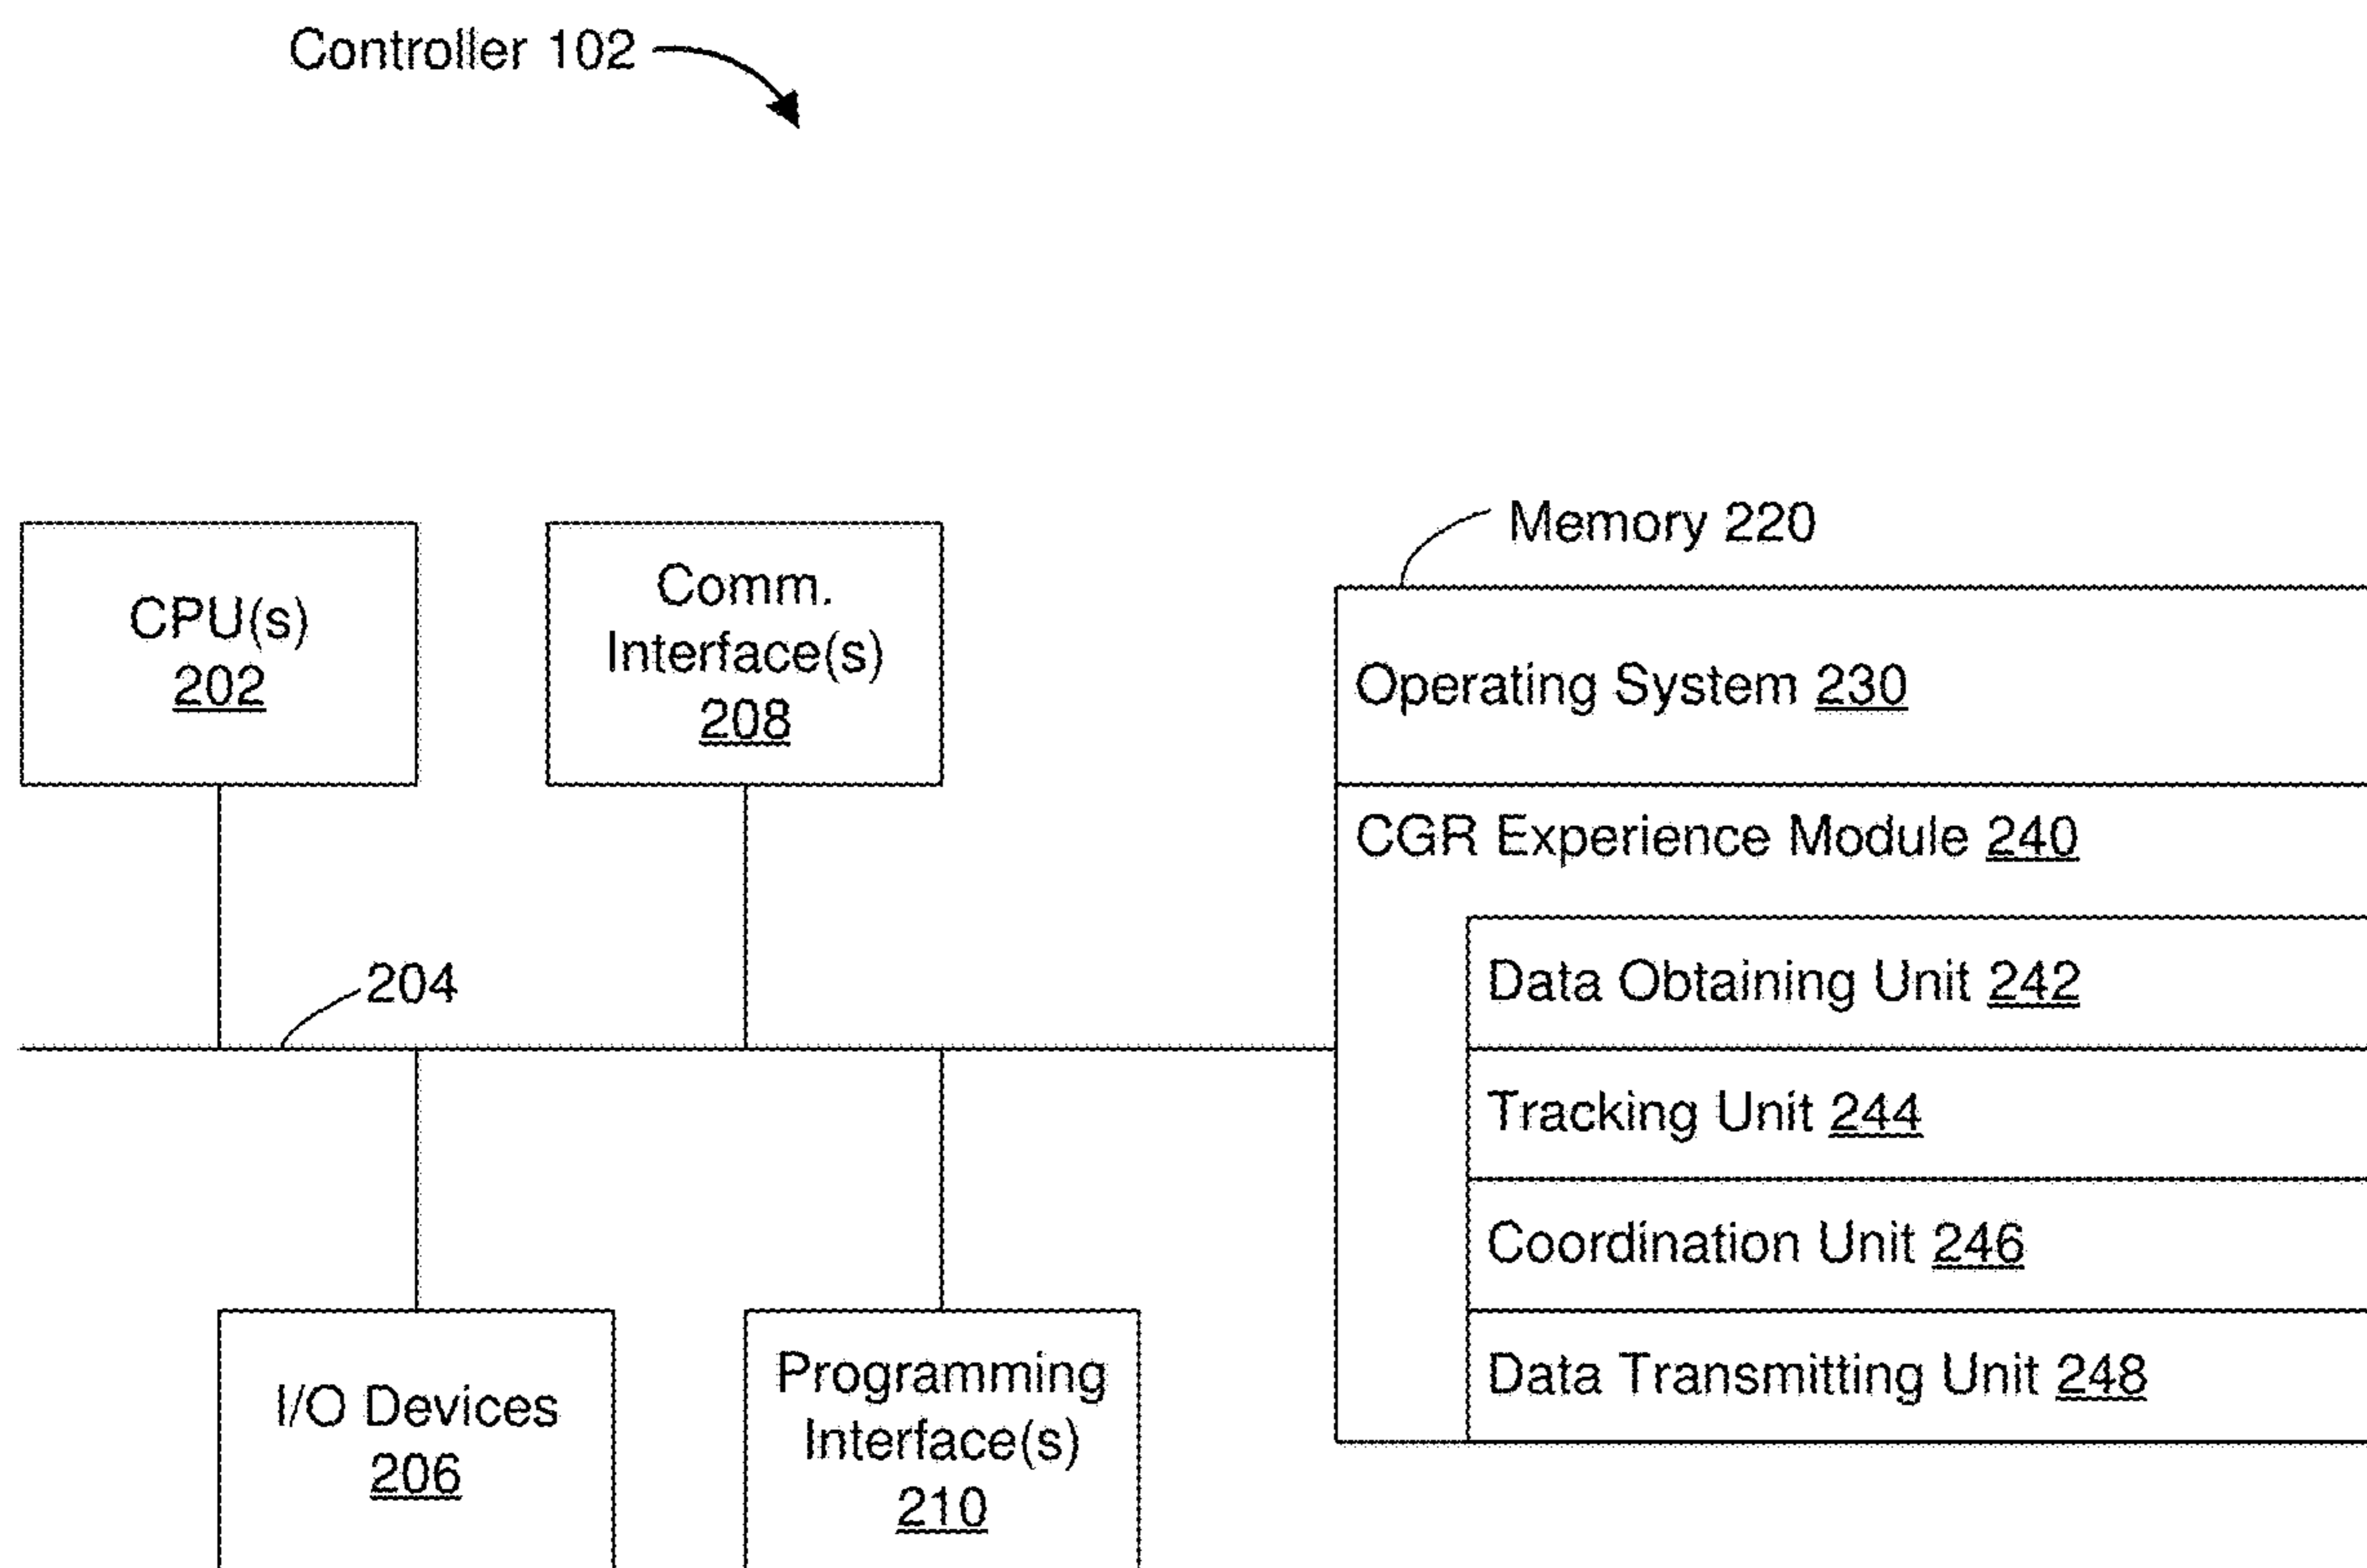 Controller 102
CPU(s)
202
Comm.
Interface(s)
208
Memory 220
Operating System 230
CGR Experience Module 240
Data Obtaining Unit 242
204
Tracking Unit 244
Coordination Unit 246
Data Transmitting Unit 248
I/O Devices
206
Programming
Interface(s)
210